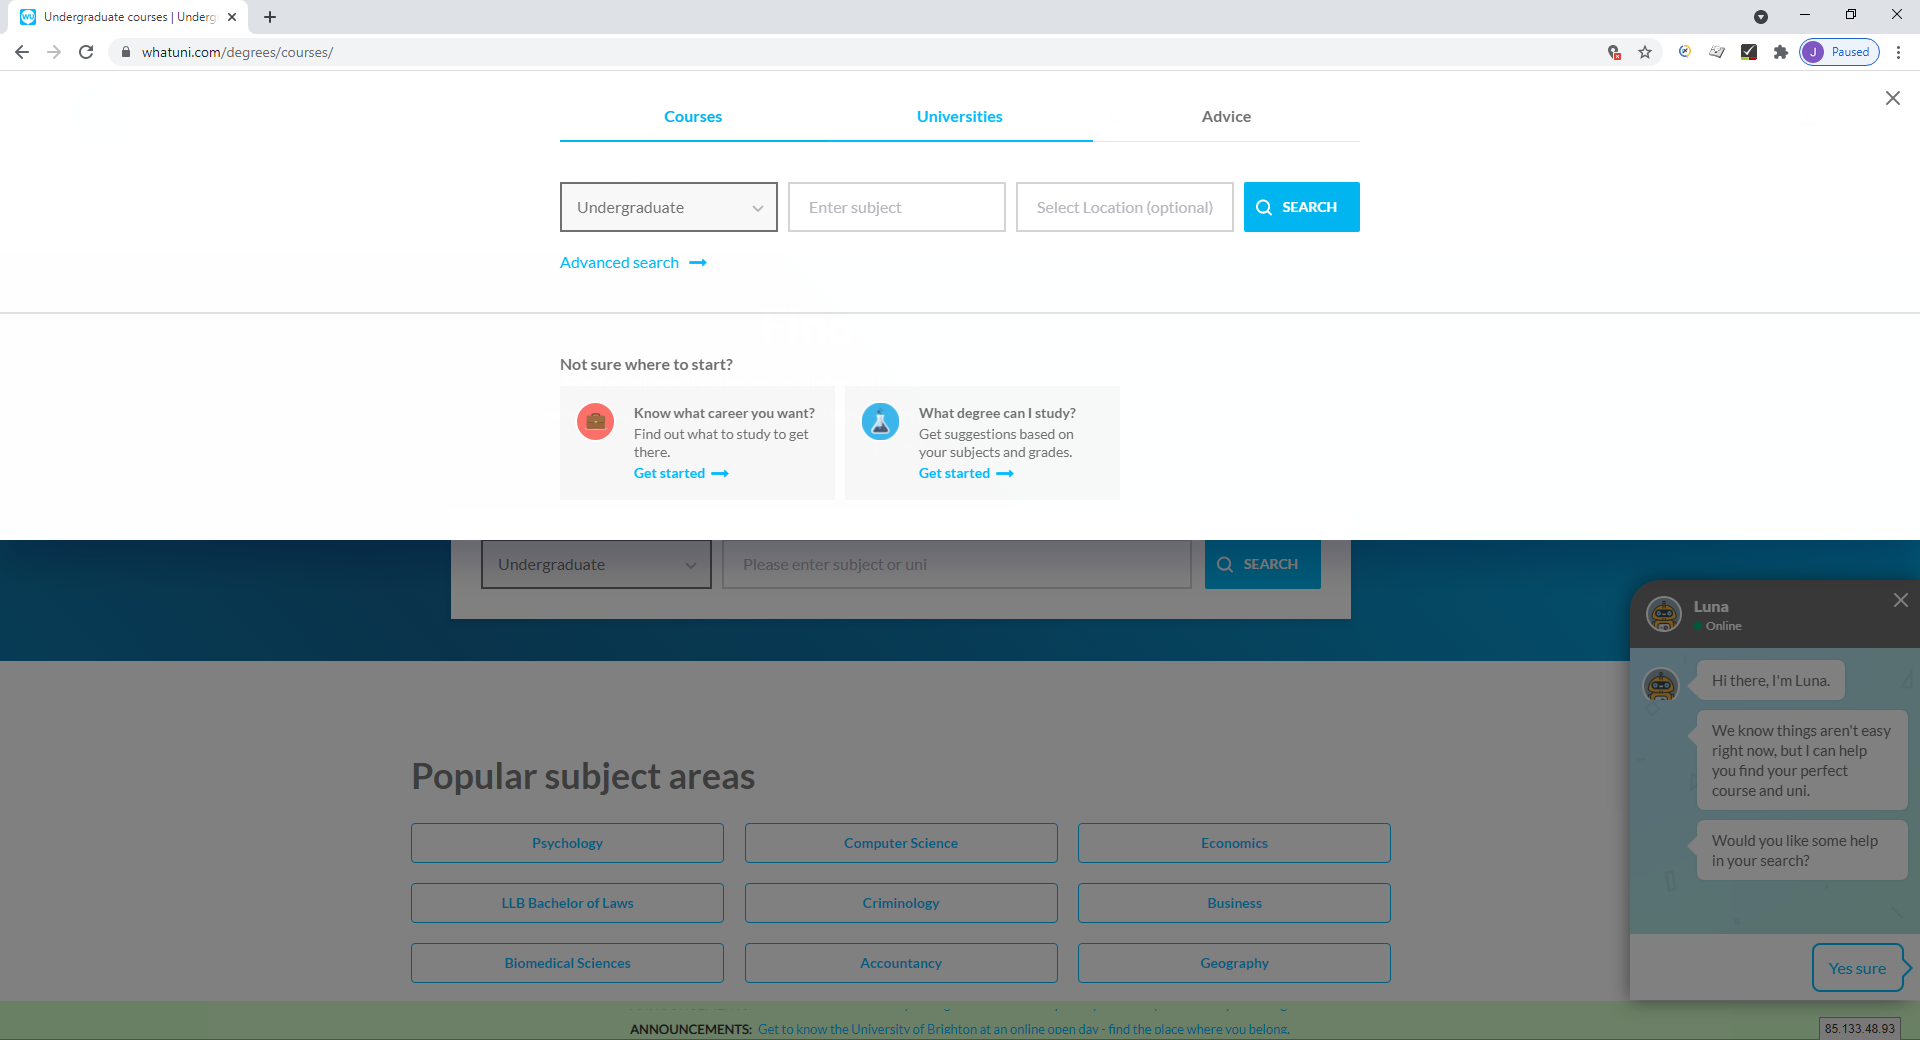 Undergraduate courses | Underg
whatuni.com/degrees/courses/
J Paused
Courses
Universities
Advice
Undergraduate
Enter subject
Select Location (optional)
SEARCH
Advanced search
Not sure where to start?
Know what career you want?
Find out what to study to get
there.
Get started
What degree can I study?
Get suggestions based on
your subjects and grades.
Get started
Undergraduate
Please enter subject or uni
SEARCH
Popular subject areas
Psychology
Computer Science
Economics
LLB Bachelor of Laws
Criminology
Business
Biomedical Sciences
Accountancy
Geography
Luna
Online
Hi there, I'm Luna.
We know things aren't easy
right now, but I can help
you find your perfect
course and uni.
Would you like some help
in your search?
Yes sure
ANNOUNCEMENTS: Get to know the University of Brighton at an online open day - find the place where you belong.
85.133.48.93